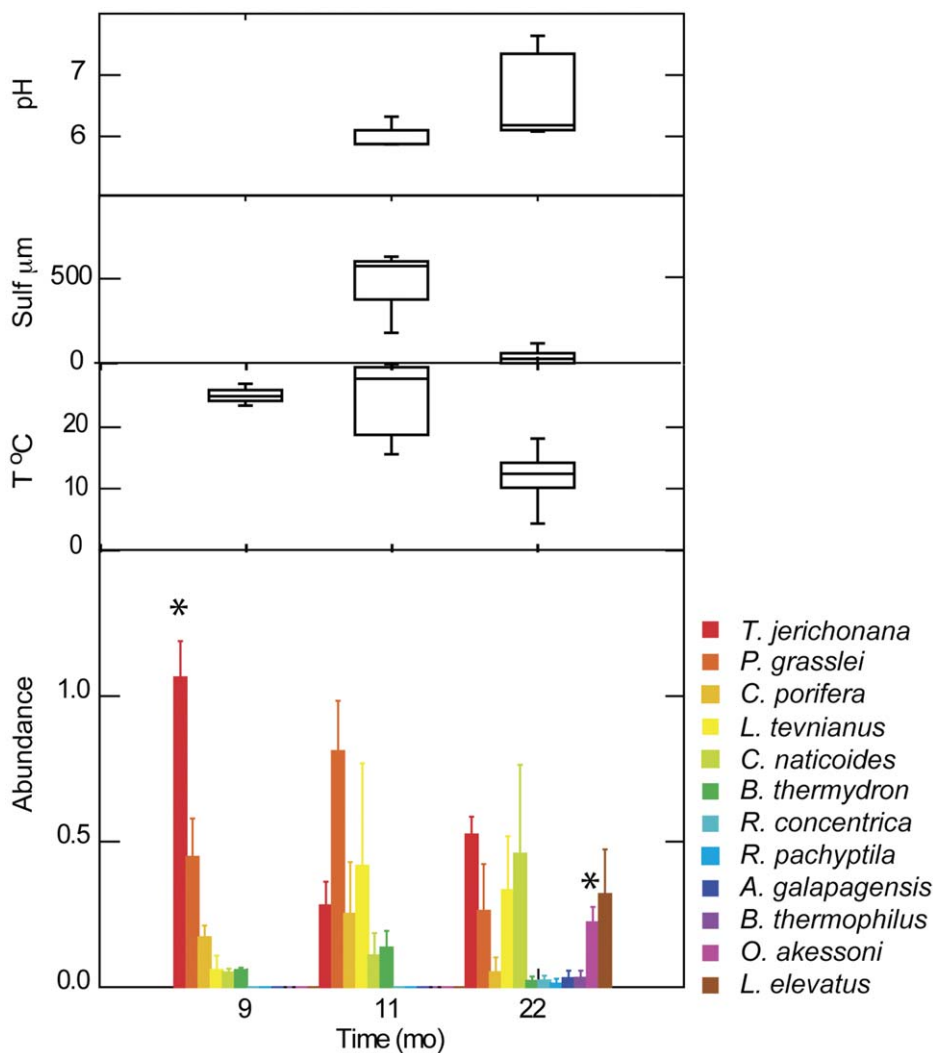 pH
7
6
Sulf μm
500
0
T °C
20
10
0
Abundance
1.0
0.5
0.0
*
*
9 11 22
Time (mo)
T. jerichonana
P. grasslei
C. porifera
L. tevnianus
C. naticoides
B. thermydron
R. concentrica
R. pachyptila
A. galapagensis
B. thermophilus
O. akessoni
L. elevatus